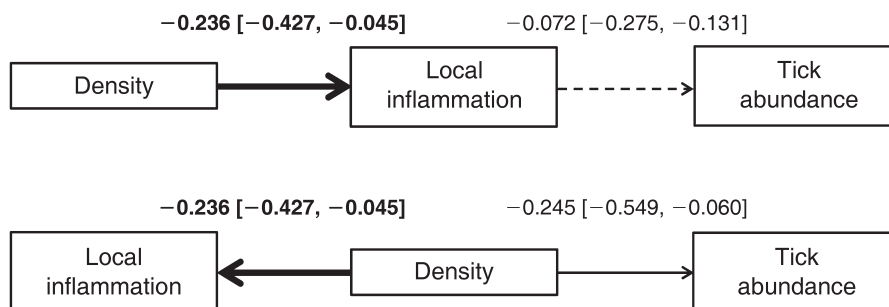 −0.236 [−0.427, −0.045]
−0.072 [−0.275, −0.131]
Density
Local
inflammation
Tick
abundance
−0.236 [−0.427, −0.045]
−0.245 [−0.549, −0.060]
Local
inflammation
Density
Tick
abundance